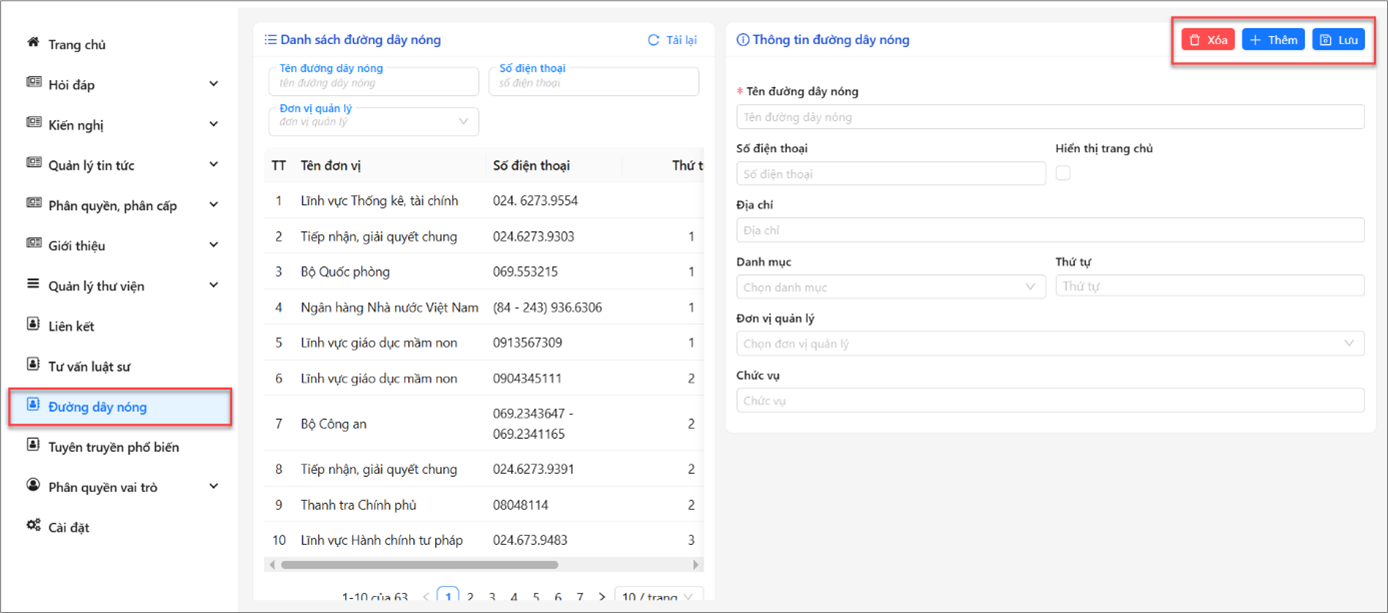 Trang chủ
Hỏi đáp
Kiến nghị
Quản lý tin tức
Phân quyền, phân cấp
Giới thiệu
Quản lý thư viện
Liên kết
Tư vấn luật sư
Đường dây nóng
Tuyên truyền phổ biến
Phân quyền vai trò
Cài đặt
Danh sách đường dây nóng
Tải lại
Tên đường dây nóng
tên đường dây nóng
Số điện thoại
số điện thoại
Đơn vị quản lý
đơn vị quản lý
TT Tên đơn vị Số điện thoại Thứ t
1 Lĩnh vực Thống kê, tài chính 024. 6273.9554
2 Tiếp nhận, giải quyết chung 024.6273.9303 1
3 Bộ Quốc phòng 069.553215 1
4 Ngân hàng Nhà nước Việt Nam (84 - 243) 936.6306 1
5 Lĩnh vực giáo dục mầm non 0913567309 1
6 Lĩnh vực giáo dục mầm non 0904345111 2
7 Bộ Công an 069.2343647 - 2
069.2341165
8 Tiếp nhận, giải quyết chung 024.6273.9391 2
9 Thanh tra Chính phủ 08048114 2
10 Lĩnh vực Hành chính tư pháp 024.673.9483 3
1-10 của 63 < 1 2 3 4 5 6 7 > 10 / trang
Thông tin đường dây nóng
Xóa
+ Thêm
Lưu
* Tên đường dây nóng
Tên đường dây nóng
Số điện thoại Hiển thị trang chủ
Số điện thoại
Địa chỉ
Địa chỉ
Danh mục Thứ tự
Chọn danh mục Thứ tự
Đơn vị quản lý
Chọn đơn vị quản lý
Chức vụ
Chức vụ